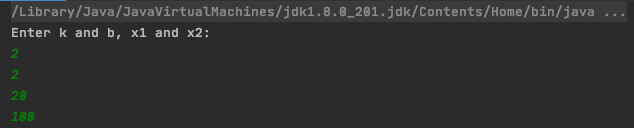 /Library/Java/JavaVirtualMachines/jdk1.8.0_201.jdk/Contents/Home/bin/java ...
Enter k and b, x1 and x2:
2
2
20
100